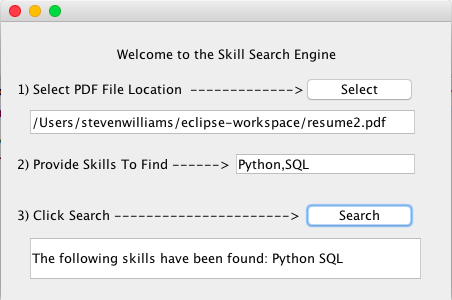 Welcome to the Skill Search Engine
1) Select PDF File Location -------------> Select
/Users/stevenwilliams/eclipse-workspace/resume2.pdf
2) Provide Skills To Find ------> Python,SQL
3) Click Search ----------------------> Search
The following skills have been found: Python SQL